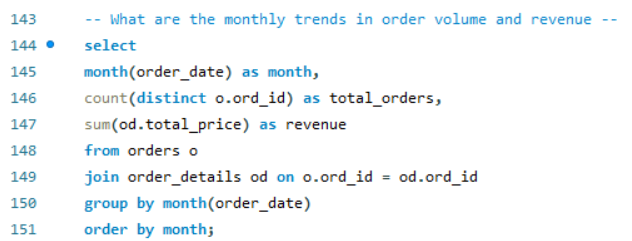 143 -- What are the monthly trends in order volume and revenue --
144 select
145 month(order_date) as month,
146 count(distinct o.ord_id) as total_orders,
147 sum(od.total_price) as revenue
148 from orders o
149 join order_details od on o.ord_id = od.ord_id
150 group by month(order_date)
151 order by month;